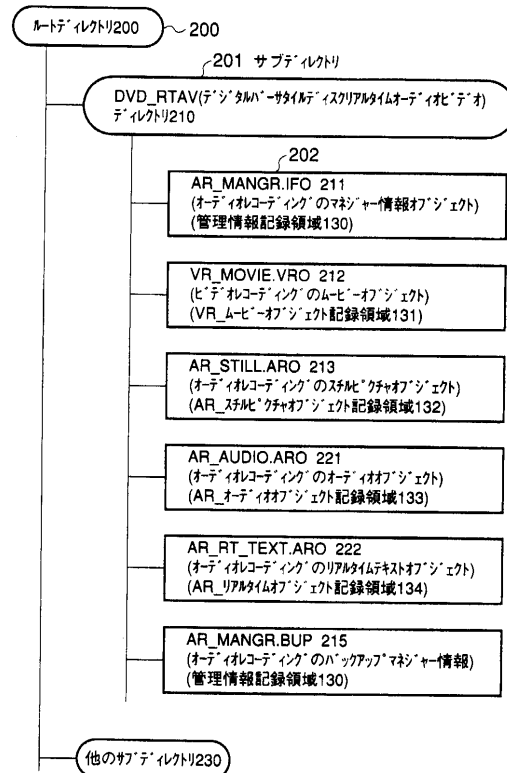 ルートディレクトリ200
200
201 サブディレクトリ
DVD_RTAV(デジタルバーサタイルディスクリアルタイムオーディオビデオ)
ディレクトリ210
202
AR_MANGR.IFO 211
(オーディオレコーディングのマネジャー情報オブジェクト)
(管理情報記録領域130)
VR_MOVIE.VRO 212
(ビデオレコーディングのムービーオブジェクト)
(VR_ムービーオブジェクト記録領域131)
AR_STILL.ARO 213
(オーディオレコーディングのスチルピクチャオブジェクト)
(AR_スチルピクチャオブジェクト記録領域132)
AR_AUDIO.ARO 221
(オーディオレコーディングのオーディオオブジェクト)
(AR_オーディオオブジェクト記録領域133)
AR_RT_TEXT.ARO 222
(オーディオレコーディングのリアルタイムテキストオブジェクト)
(AR_リアルタイムオブジェクト記録領域134)
AR_MANGR.BUP 215
(オーディオレコーディングのバックアップマネジャー情報)
(管理情報記録領域130)
他のサブディレクトリ230